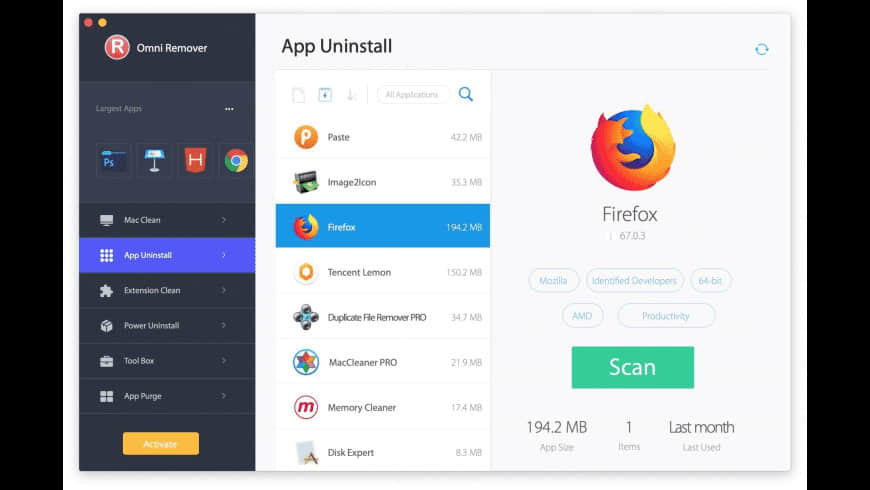 R Omni Remover
Largest Apps
Ps
H
Mac Clean
App Uninstall
Extension Clean
Power Uninstall
Tool Box
App Purge
Activate
App Uninstall
All Applications
Paste 42.2 MB
Image2Icon 35.3 MB
Firefox 194.2 MB
Tencent Lemon 150.2 MB
Duplicate File Remover PRO 34.7 MB
MacCleaner PRO 21.9 MB
Memory Cleaner 17.4 MB
Disk Expert 8.3 MB
Firefox
67.0.3
Mozilla Identified Developers 64-bit
AMD Productivity
Scan
194.2 MB 1 Last month
App Size Items Last Used